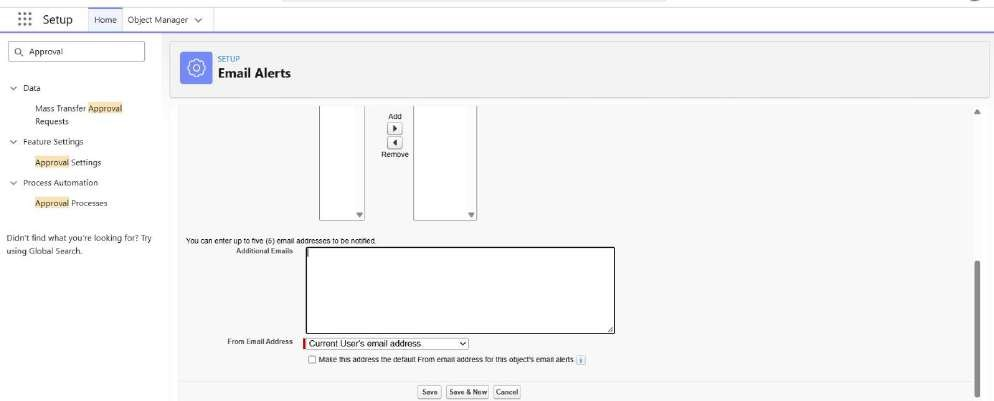 Setup
Home
Object Manager
Approval
SETUP
Email Alerts
Data
Mass Transfer Approval
Requests
Feature Settings
Approval Settings
Process Automation
Approval Processes
Didn't find what you're looking for? Try
using Global Search.
Add
Remove
You can enter up to five (5) email addresses to be notified.
Additional Emails
From Email Address
Current User's email address
Make this address the default From email address for this object's email alerts
i
Save
Save & New
Cancel